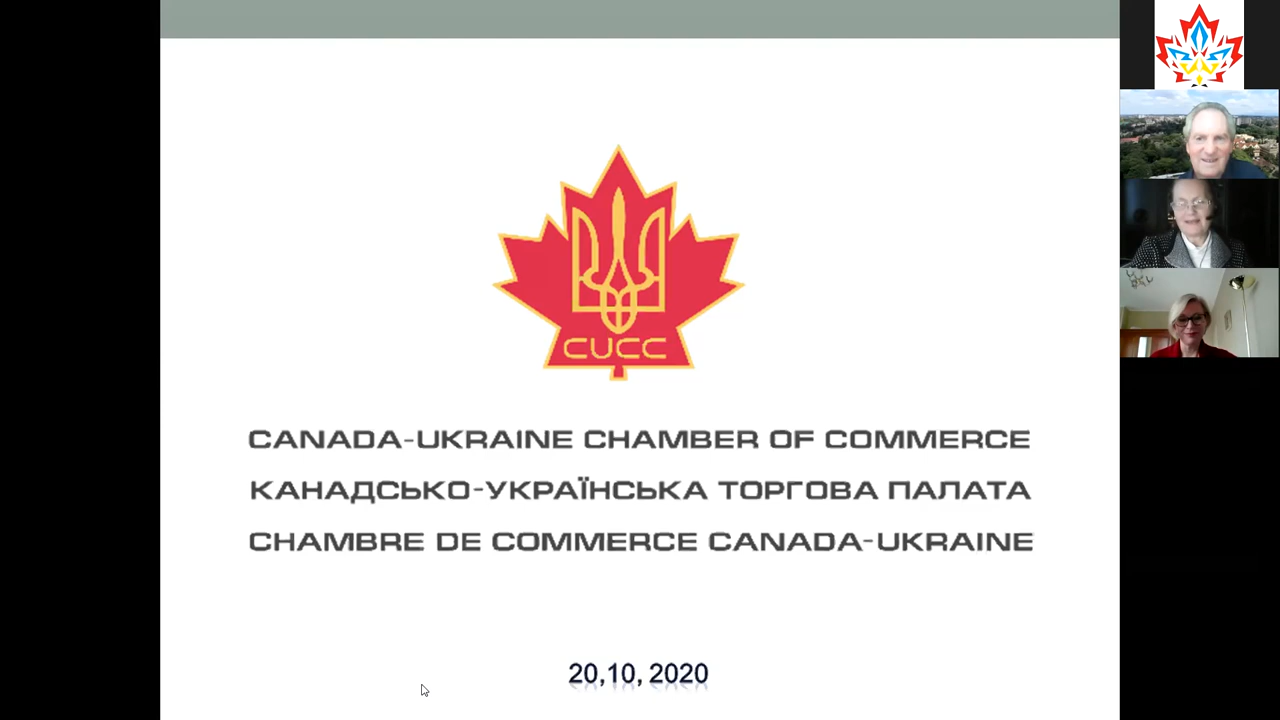 CUCC
CANADA-UKRAINE CHAMBER OF COMMERCE
КАНАДСЬКО-УКРАЇНСЬКА ТОРГОВА ПАЛАТА
CHAMBRE DE COMMERCE CANADA-UKRAINE
20,10, 2020